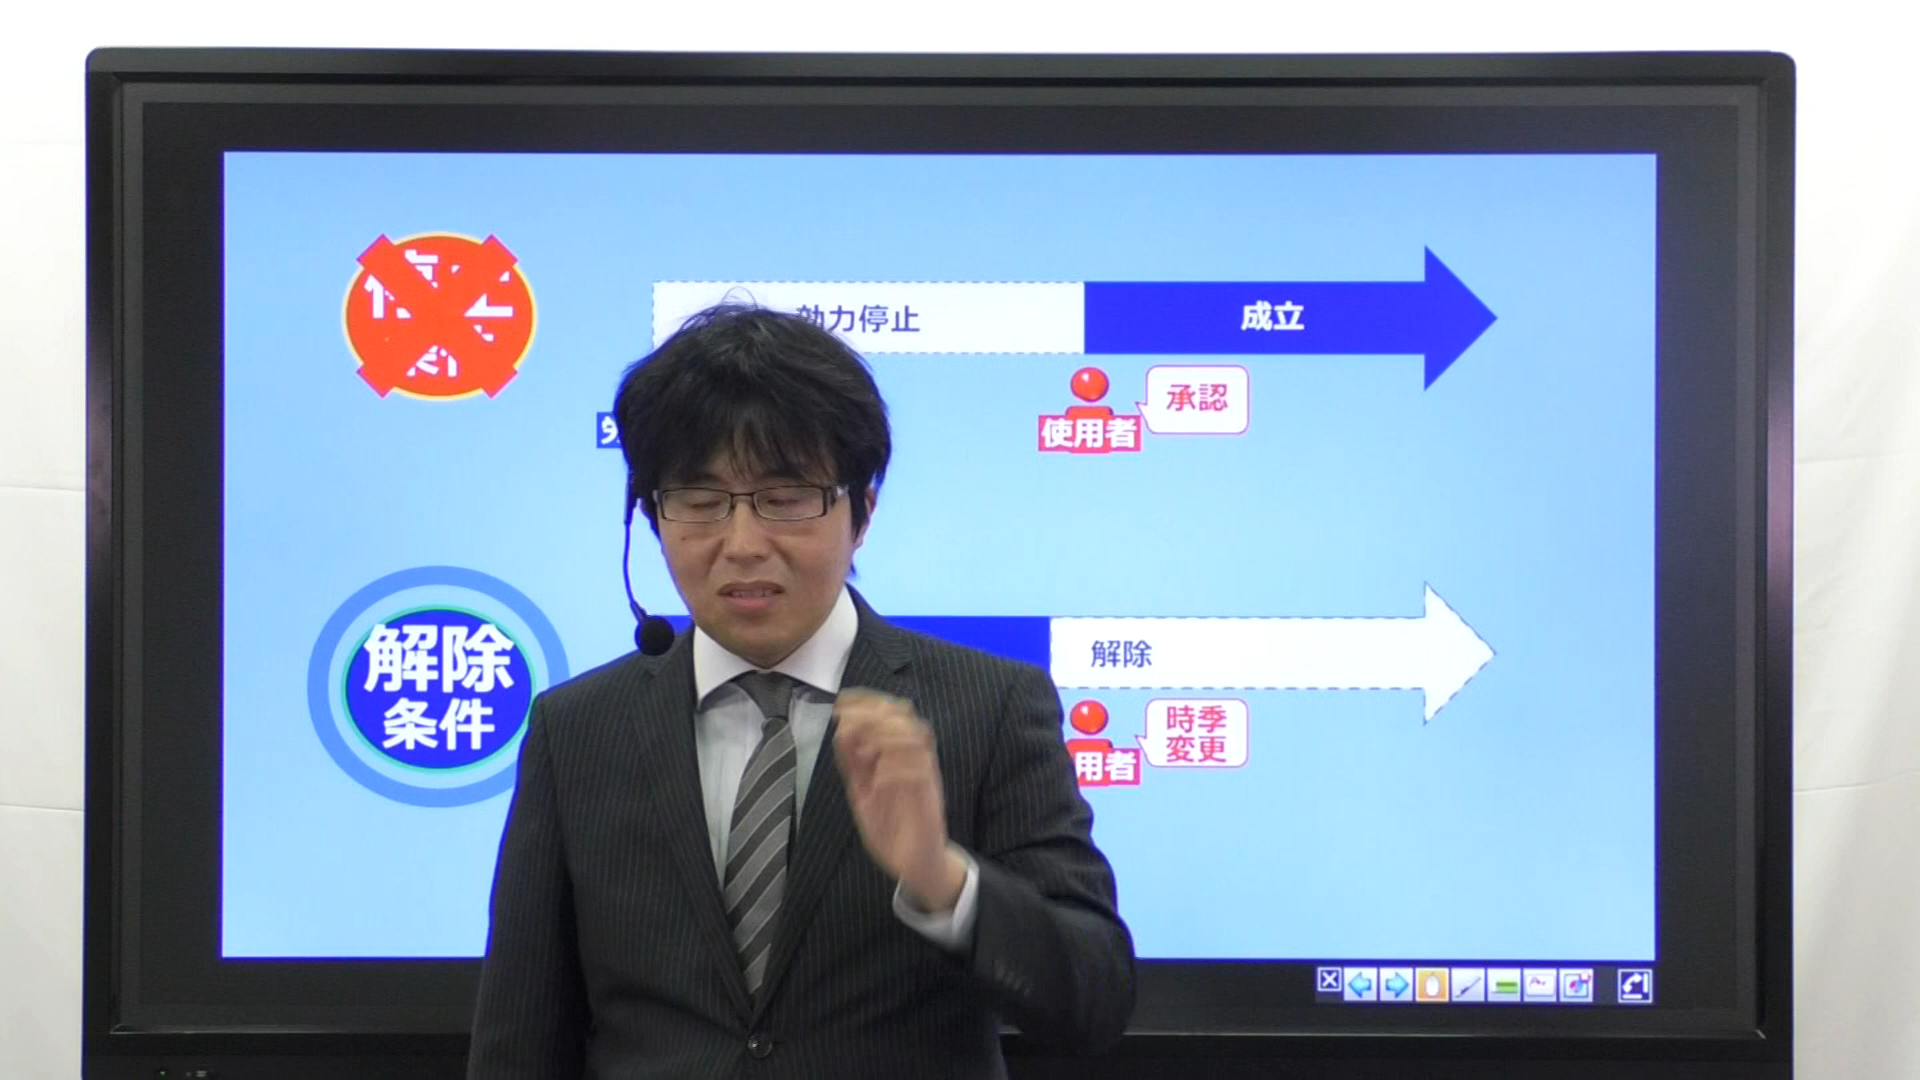 効力停止
成立
承認
使用者
解除
条件
解除
時季
変更
用者